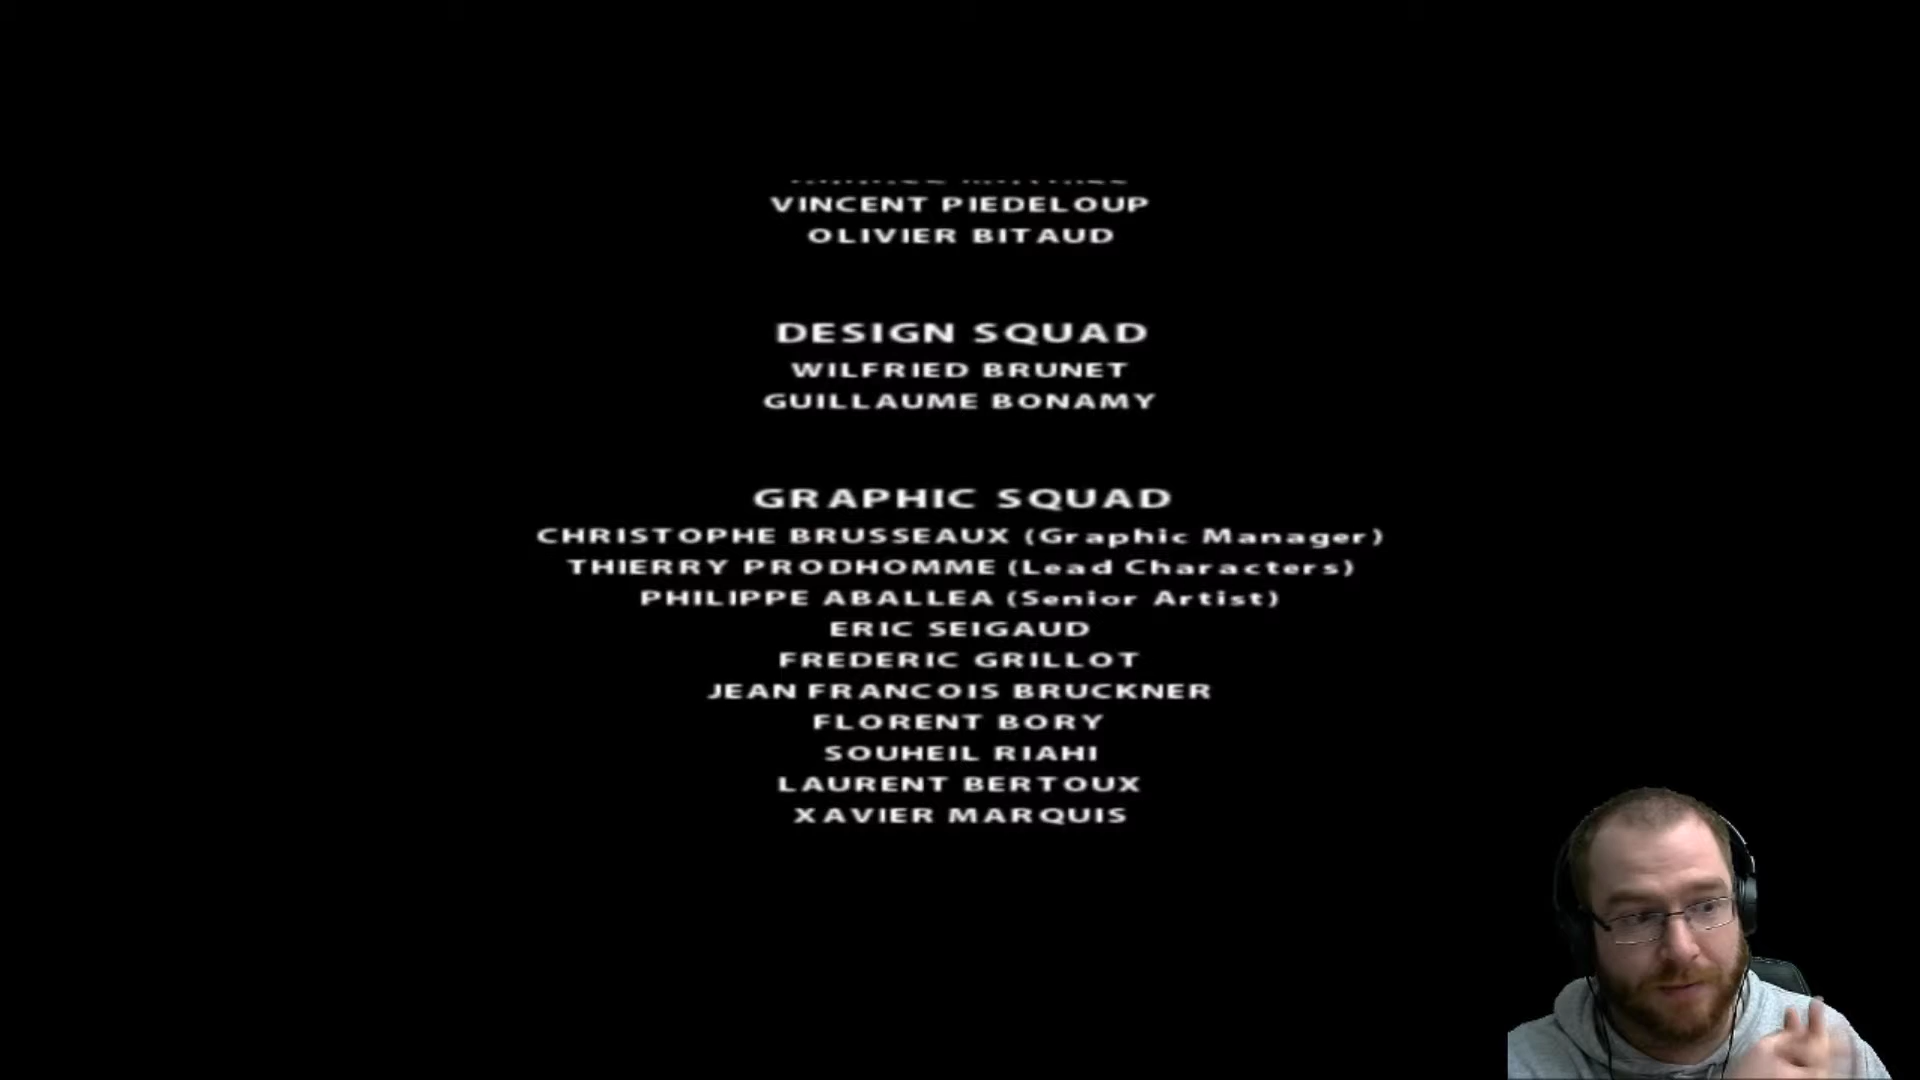 VINCENT PIEDELOUP
OLIVIER BITAUD
DESIGN SQUAD
WILFRIED BRUNET
GUILLAUME BONAMY
GRAPHIC SQUAD
CHRISTOPHE BRUSSEAUX (Graphic Manager)
THIERRY PRODHOMME (Lead Characters)
PHILIPPE ABALLEA (Senior Artist)
ERIC SEIGAUD
FREDERIC GRILLOT
JEAN FRANCOIS BRUCKNER
FLORENT BORY
SOUHEIL RIAHI
LAURENT BERTOUX
XAVIER MARQUIS